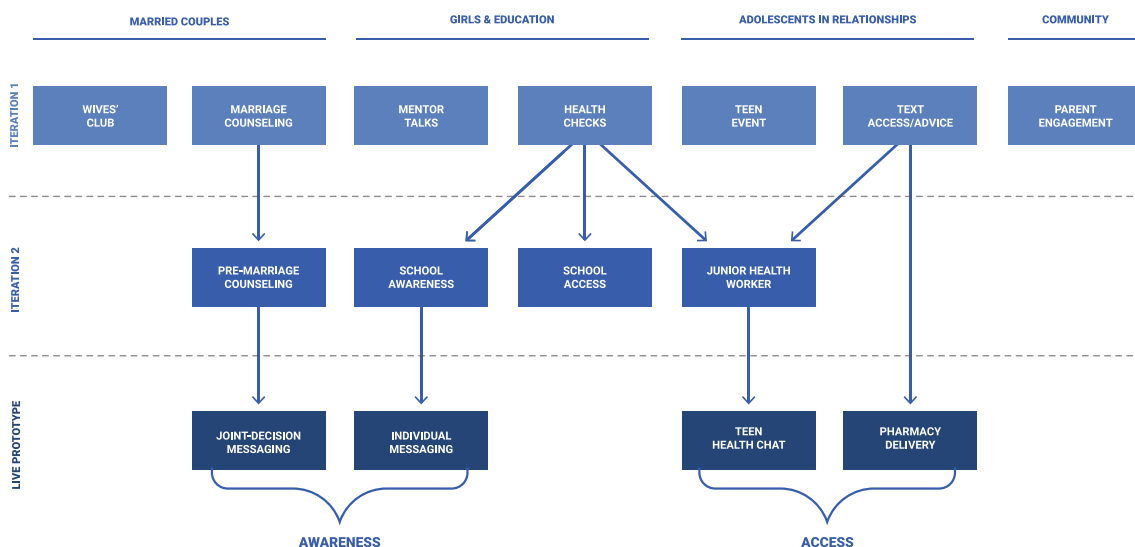 MARRIED COUPLES
GIRLS & EDUCATION
ADOLESCENTS IN RELATIONSHIPS
COMMUNITY
ITERATION 1
WIVES'
CLUB
MARRIAGE
COUNSELING
MENTOR
TALKS
HEALTH
CHECKS
TEEN
EVENT
TEXT
ACCESS/ADVICE
PARENT
ENGAGEMENT
ITERATION 2
PRE-MARRIAGE
COUNSELING
SCHOOL
AWARENESS
SCHOOL
ACCESS
JUNIOR HEALTH
WORKER
LIVE PROTOTYPE
JOINT-DECISION
MESSAGING
INDIVIDUAL
MESSAGING
TEEN
HEALTH CHAT
PHARMACY
DELIVERY
AWARENESS
ACCESS